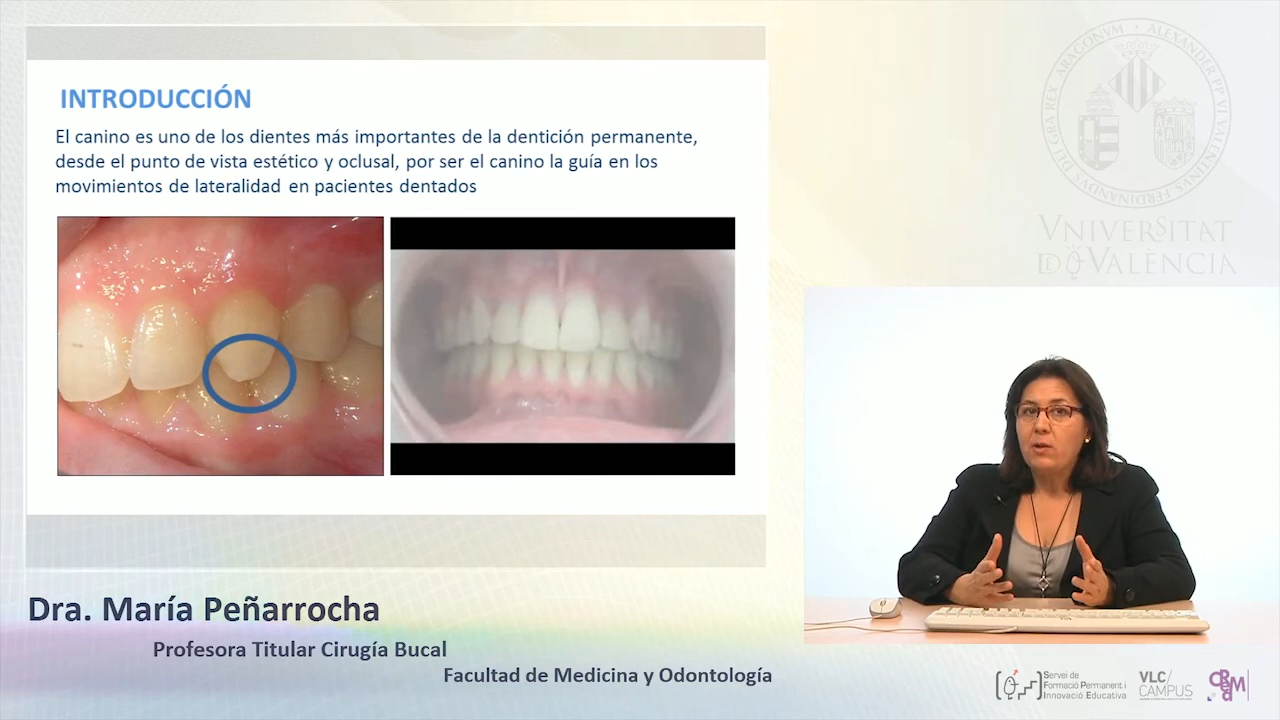 INTRODUCCIÓN
El canino es uno de los dientes más importantes de la dentición permanente,
desde el punto de vista estético y oclusal, por ser el canino la guía en los
movimientos de lateralidad en pacientes dentados
VNIVERSITAT
DE VALÈNCIA
Dra. María Peñarrocha
Profesora Titular Cirugía Bucal
Facultad de Medicina y Odontología
Servei de
Formació Permanent i
Innovació Educativa
VLC/
CAMPUS